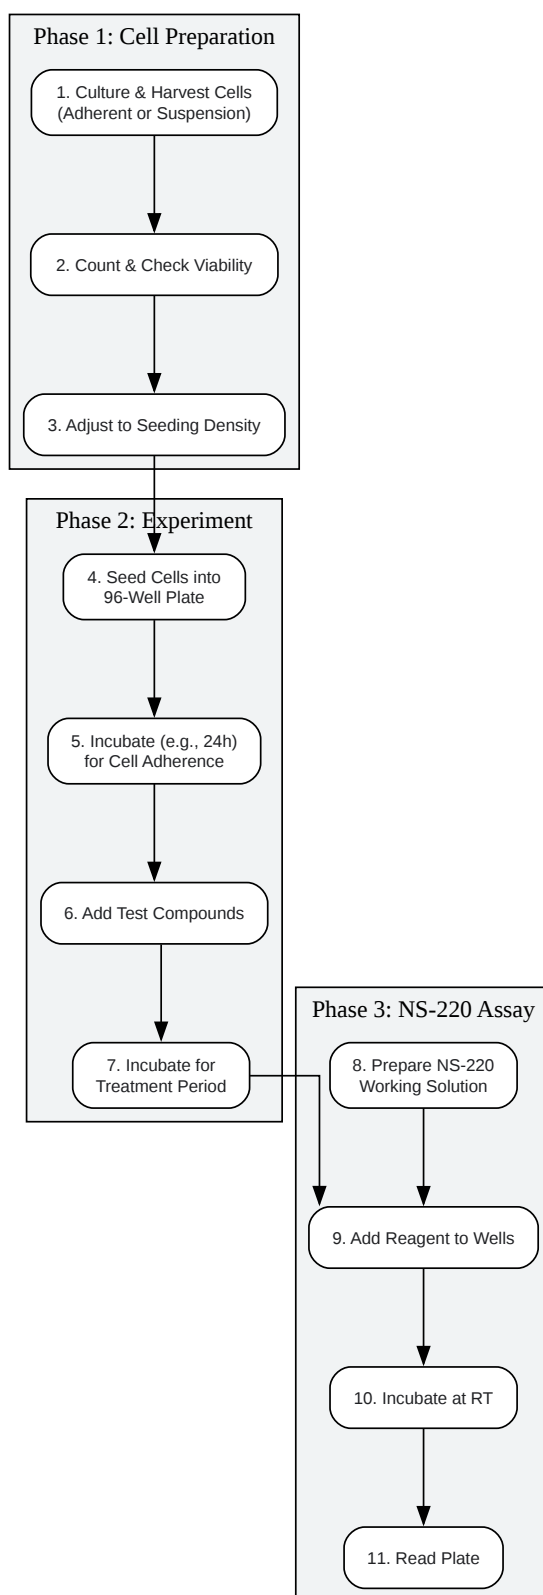 Phase 1: Cell Preparation
1. Culture & Harvest Cells
(Adherent or Suspension)
2. Count & Check Viability
3. Adjust to Seeding Density
Phase 2: Experiment
4. Seed Cells into
96-Well Plate
5. Incubate (e.g., 24h)
for Cell Adherence
6. Add Test Compounds
7. Incubate for
Treatment Period
Phase 3: NS-220 Assay
8. Prepare NS-220
Working Solution
9. Add Reagent to Wells
10. Incubate at RT
11. Read Plate